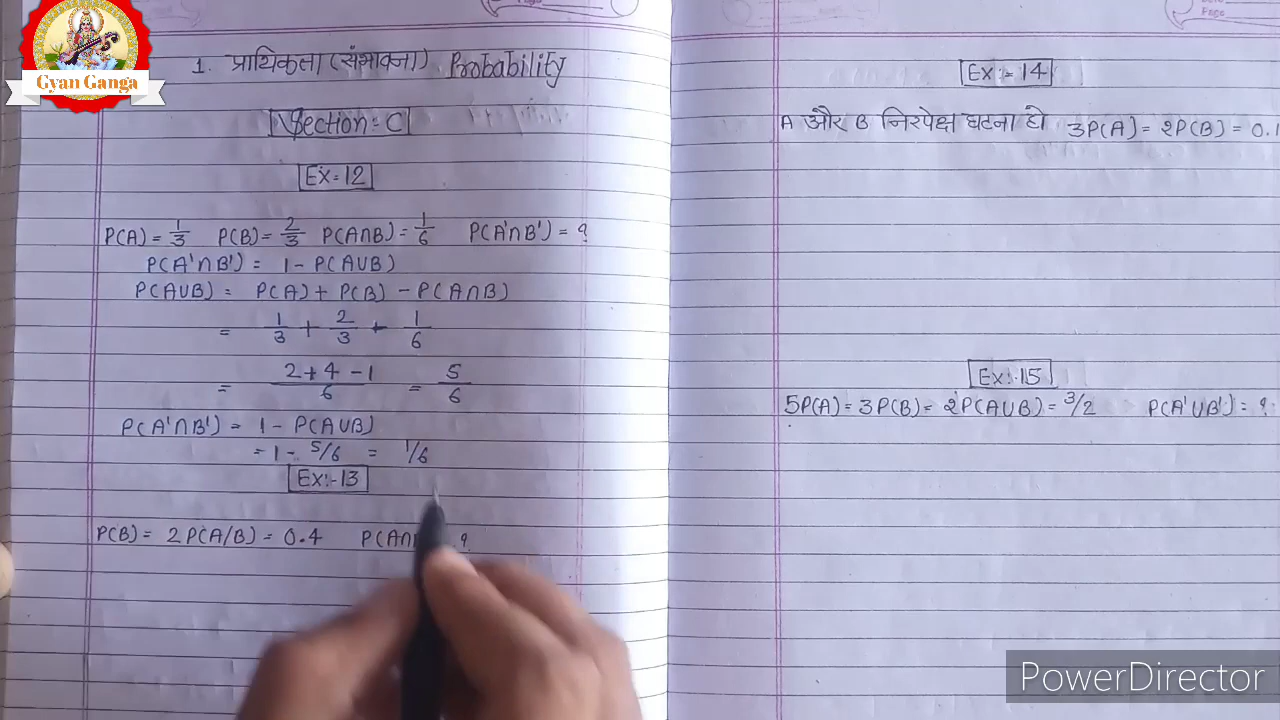 Gyan Ganga
1. प्रायिकता (संभावना) Probability
Section:- C
Ex:-12
P(A) = 1/3 P(B) = 2/3 P(A∩B) = 1/6 P(A'∩B') = ?
P(A'∩B') = 1 - P(A∪B)
P(A∪B) = P(A) + P(B) - P(A∩B)
= 1/3 + 2/3 - 1/6
= (2+4-1)/6 = 5/6
P(A'∩B') = 1 - P(A∪B)
= 1 - 5/6 = 1/6
Ex:-13
P(B) = 2P(A/B) = 0.4 P(A∩ ?
Page
Ex:-14
A और B निरपेक्ष घटना हो 3P(A) = 2P(B) = 0.
Ex:-15
5P(A) = 3P(B) = 2P(A∪B) = 3/2 P(A'∪B') = ?
PowerDirector